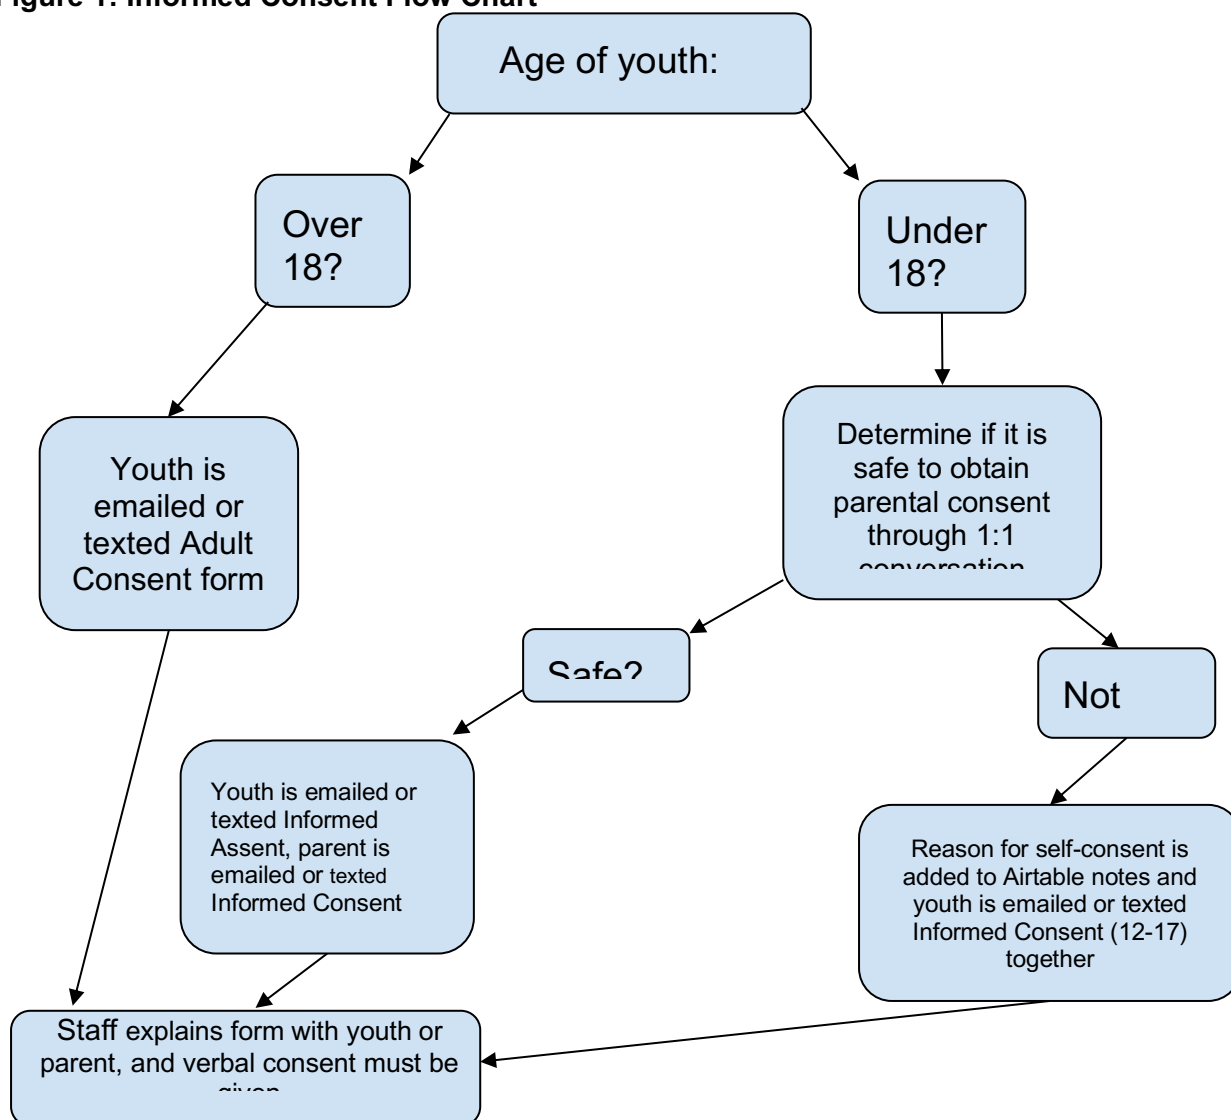 Figure 1: Informed Consent Flow Chart
Age of youth:
Over
18?
Under
18?
Youth is
emailed or
texted Adult
Consent form
Determine if it is
safe to obtain
parental consent
through 1:1
conversation
Safe?
Not
Youth is emailed or
texted Informed
Assent, parent is
emailed or texted
Informed Consent
Reason for self-consent is
added to Airtable notes and
youth is emailed or texted
Informed Consent (12-17)
together
Staff explains form with youth or
parent, and verbal consent must be
given